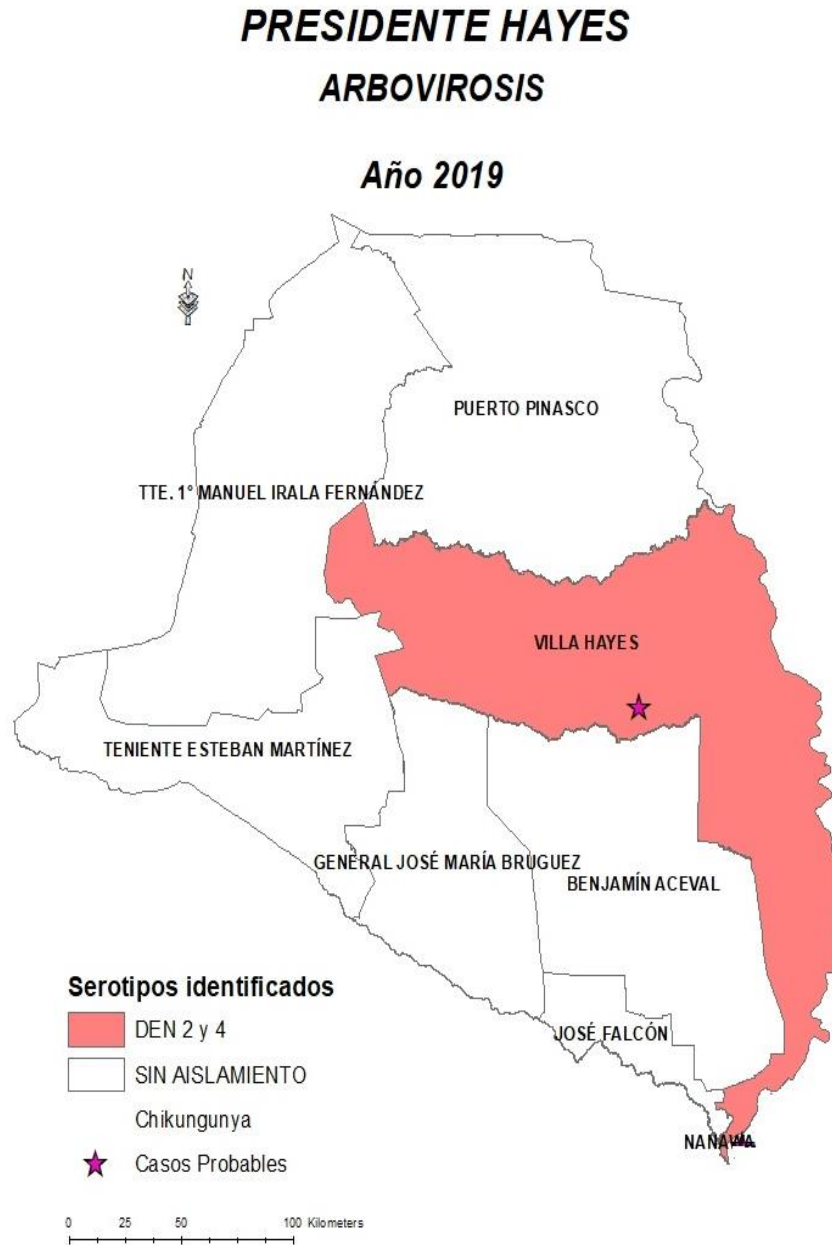 PRESIDENTE HAYES
ARBOVIROSIS
Año 2019
N
PUERTO PINASCO
TTE. 1° MANUEL IRALA FERNÁNDEZ
VILLA HAYES
TENIENTE ESTEBAN MARTÍNEZ
GENERAL JOSÉ MARÍA BRUGUEZ
BENJAMÍN ACEVAL
JOSÉ FALCÓN
NANAWA
Serotipos identificados
DEN 2 y 4
SIN AISLAMIENTO
Chikungunya
Casos Probables
0 25 50 100 Kilometers